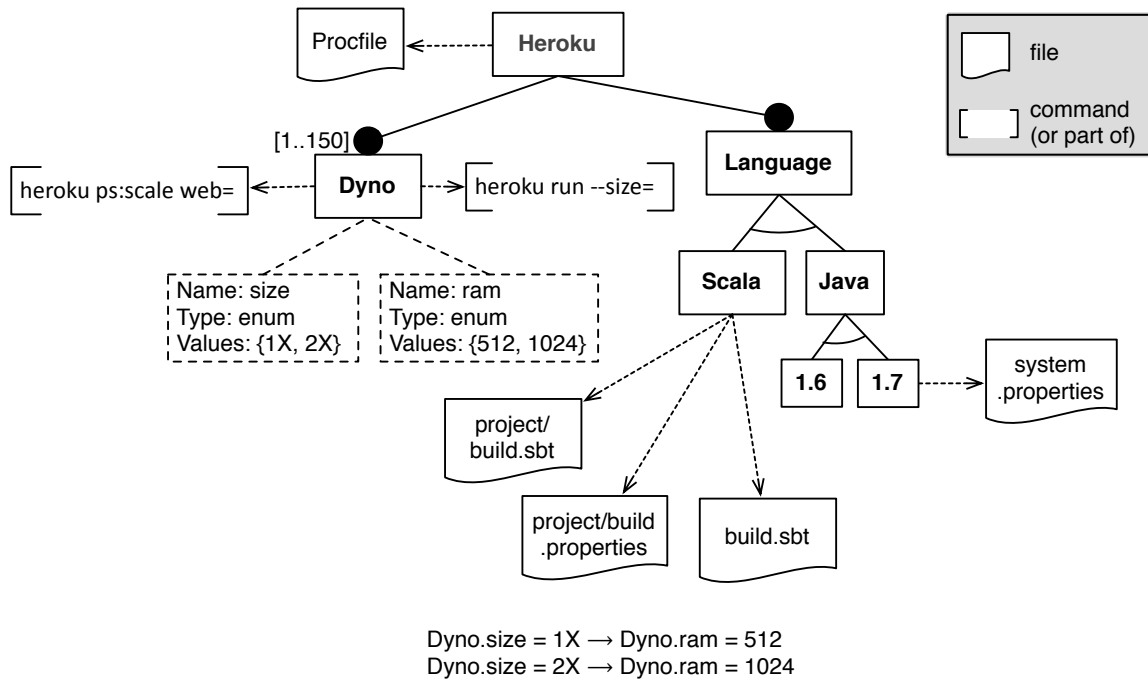 Procfile
Heroku
file
command
(or part of)
[1..150]
Language
heroku ps:scale web=
Dyno
heroku run --size=
Scala
Java
Name: size
Type: enum
Values: {1X, 2X}
Name: ram
Type: enum
Values: {512, 1024}
1.6
1.7
system
.properties
project/
build.sbt
project/build
.properties
build.sbt
Dyno.size = 1X → Dyno.ram = 512
Dyno.size = 2X → Dyno.ram = 1024